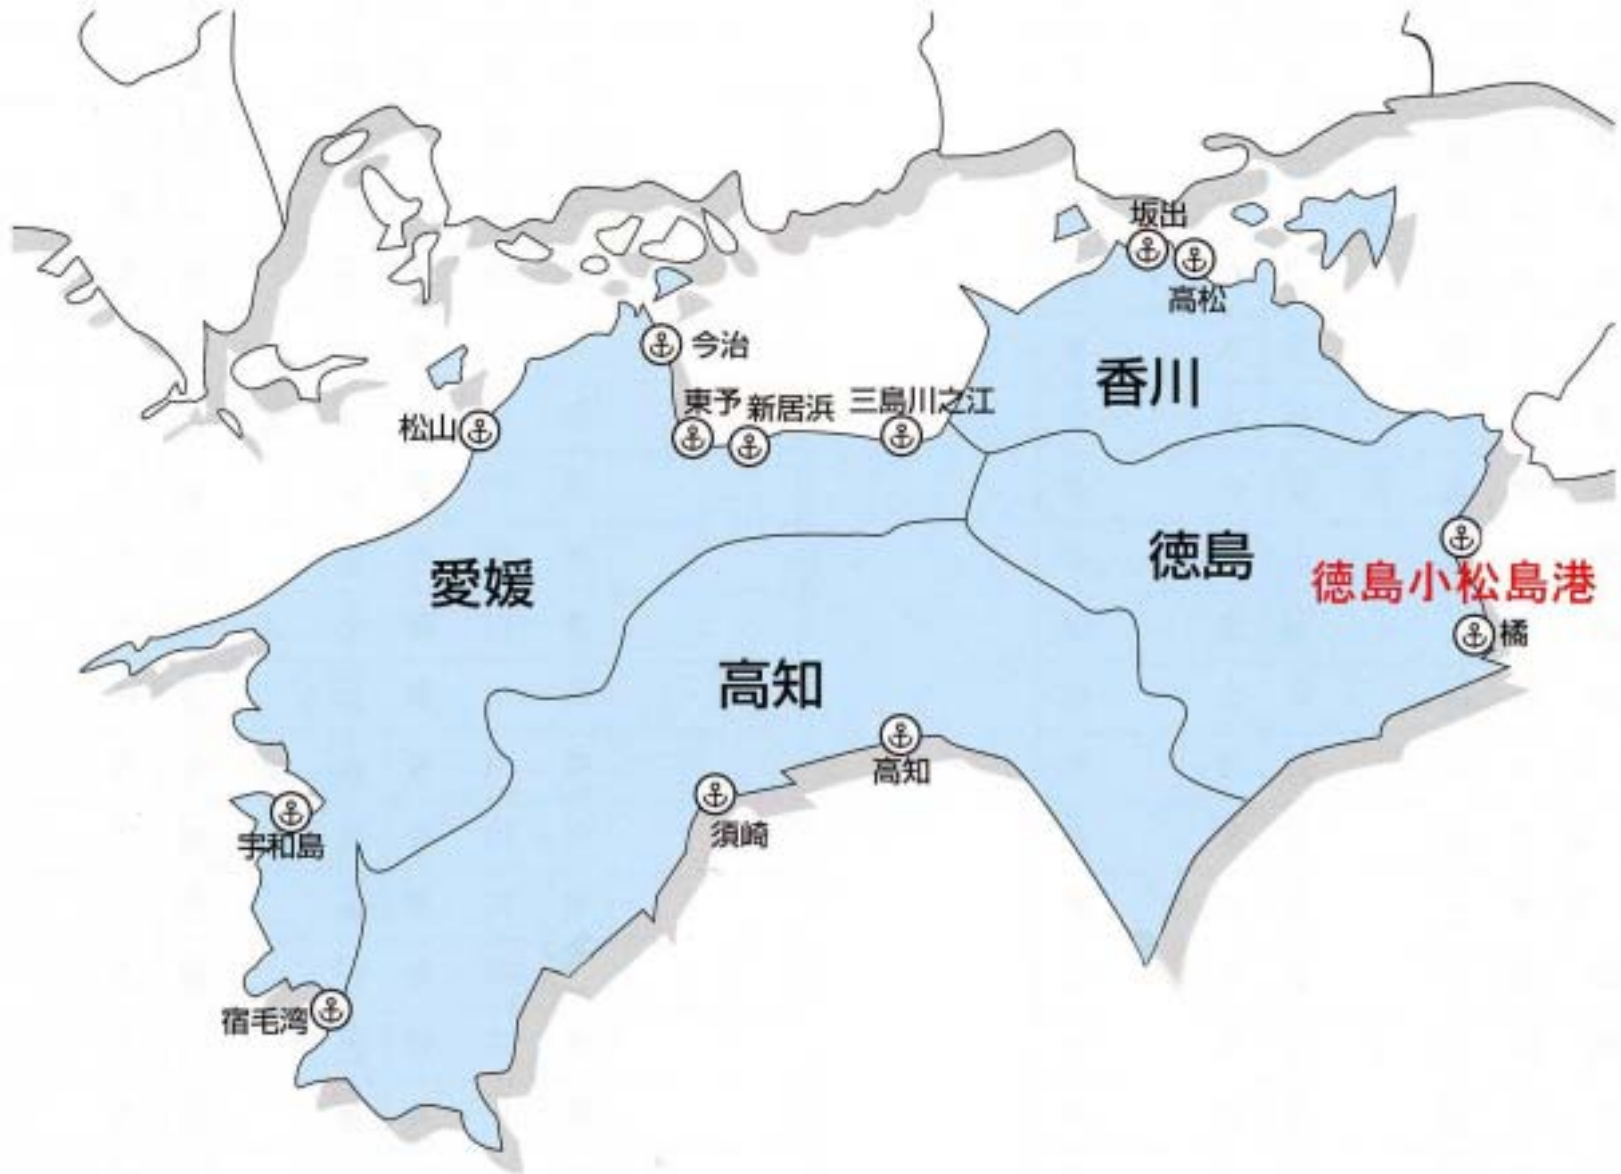 坂出
高松
今治
香川
東予
新居浜
三島川之江
松山
徳島
愛媛
徳島小松島港
橘
高知
高知
須崎
宇和島
宿毛湾